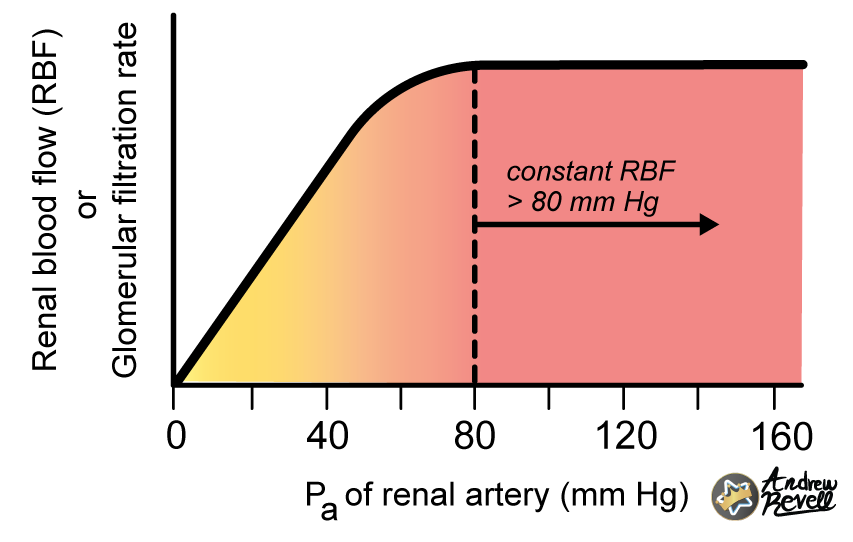 Renal blood flow (RBF)
or
Glomerular filtration rate
constant RBF
> 80 mm Hg
0 40 80 120 160
Pa of renal artery (mm Hg)
Andrew
Revell